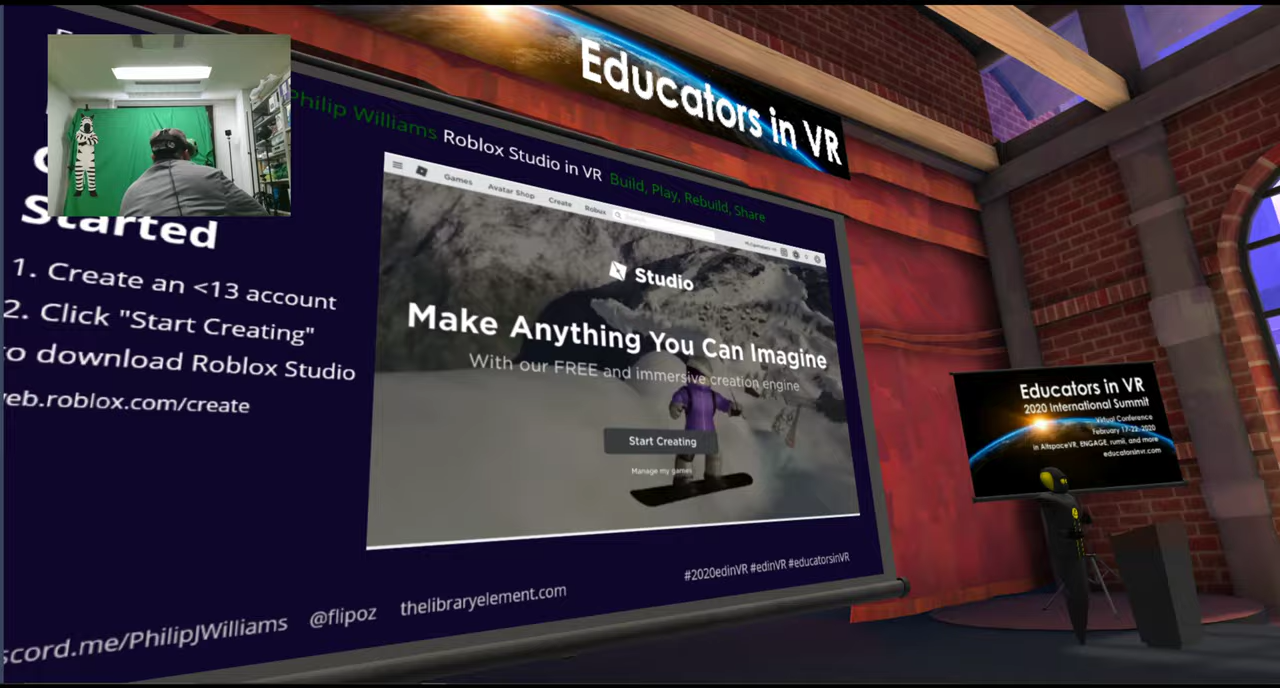 Educators in VR
Philip Williams Roblox Studio in VR Build, Play, Rebuild, Share
Started
1. Create an <13 account
2. Click "Start Creating"
to download Roblox Studio
web.roblox.com/create
Games Avatar Shop Create Robux
Studio
Make Anything You Can Imagine
With our FREE and immersive creation engine
Start Creating
Manage my games
#2020edinVR #edinVR #educatorsinVR
scord.me/PhilipJWilliams @flipoz thelibraryelement.com
Educators in VR
2020 International Summit
Virtual Conference
February 17-22, 2020
in AltspaceVR, ENGAGE, rumii, and more
educatorsinvr.com